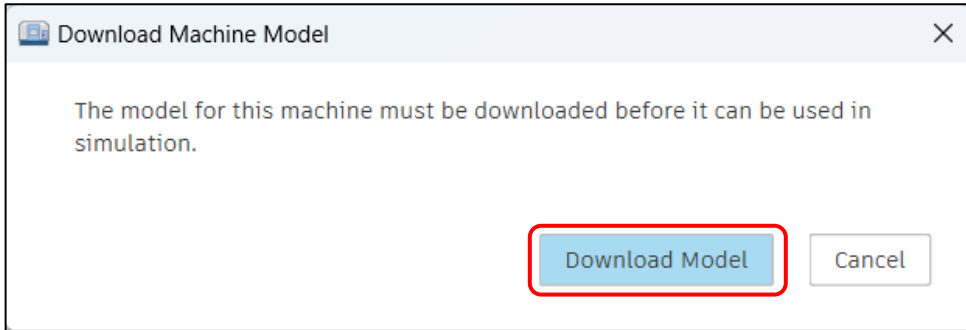 Download Machine Model
The model for this machine must be downloaded before it can be used in
simulation.
Download Model
Cancel